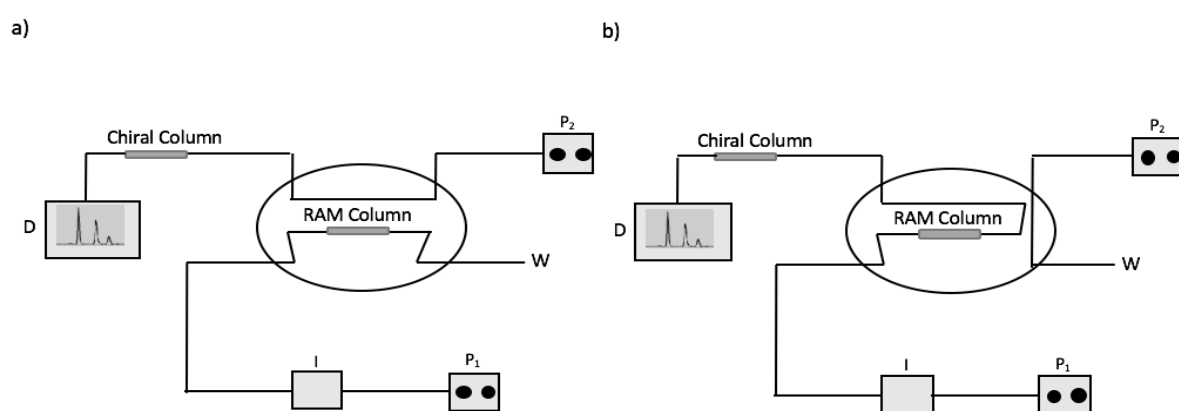 a)
Chiral Column
P₂
RAM Column
D
W
I
P₁
b)
Chiral Column
P₂
RAM Column
D
W
I
P₁